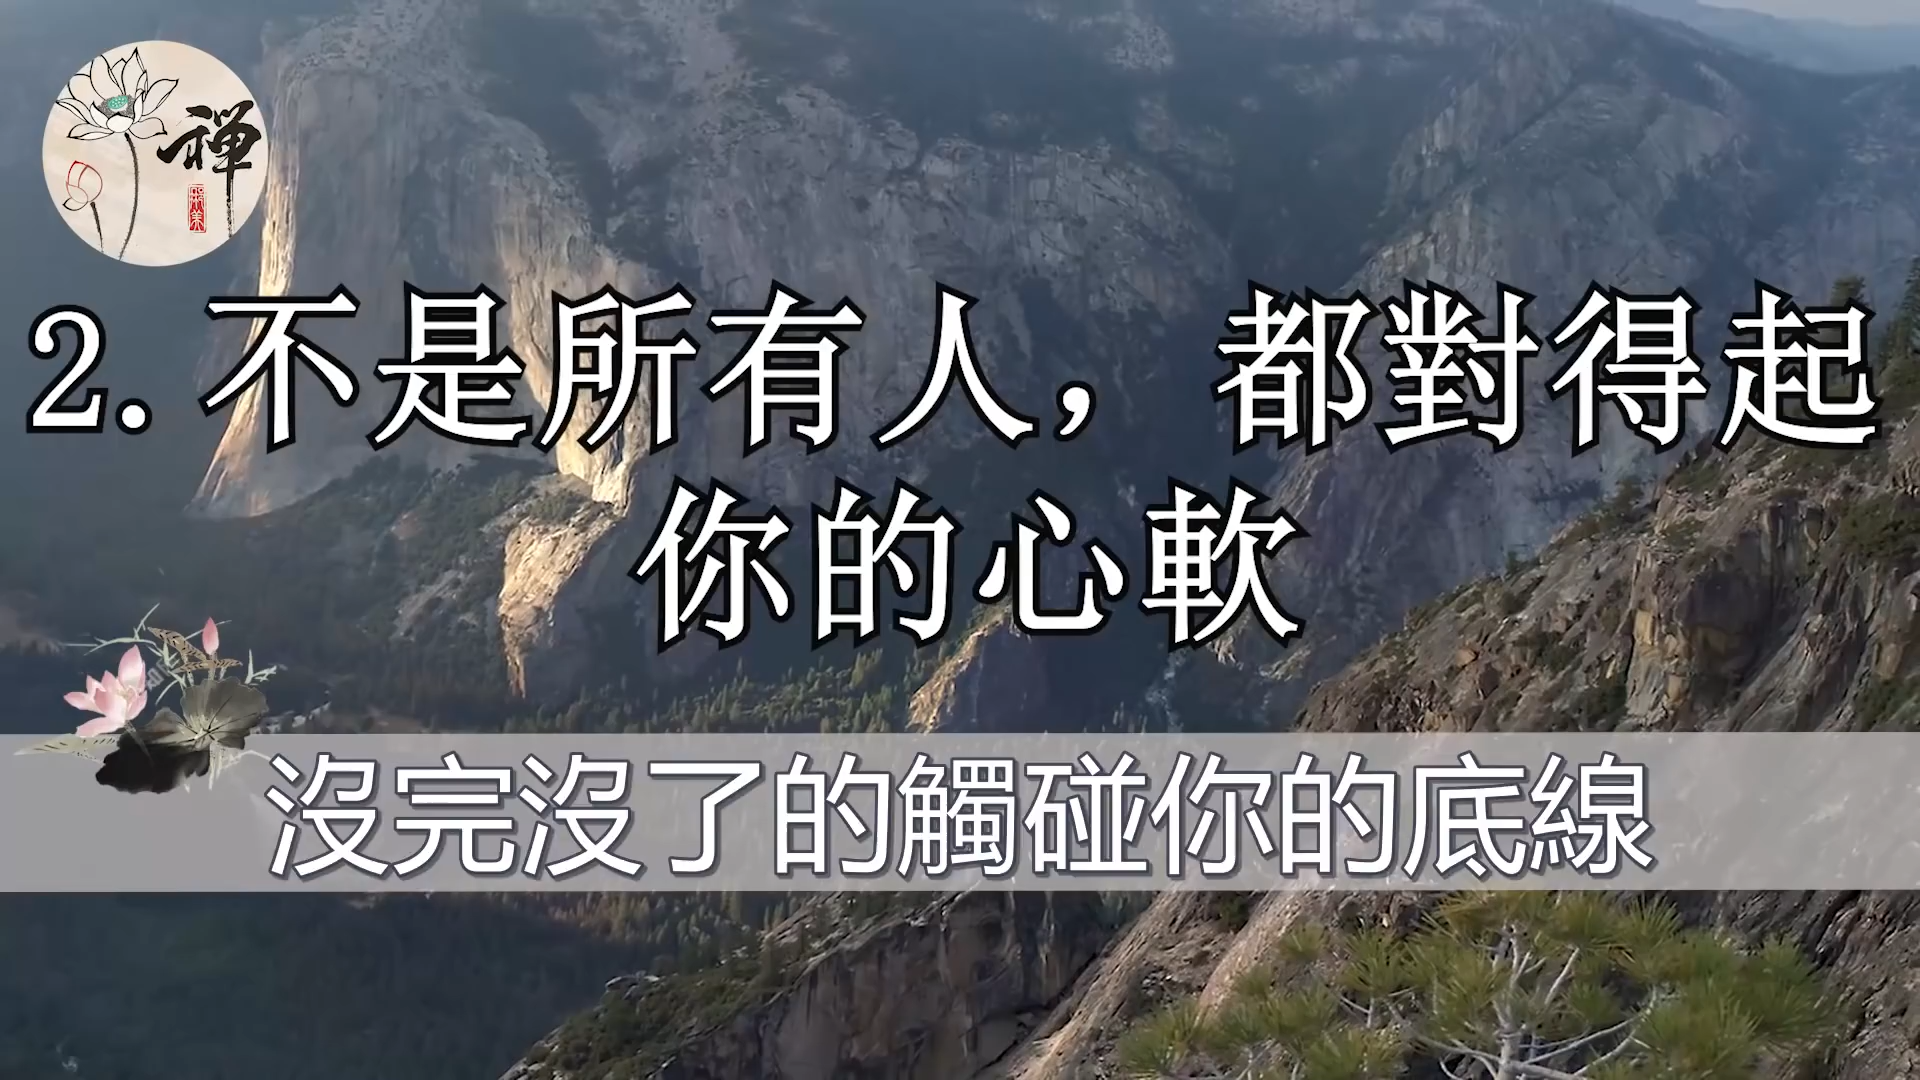 禪
2.不是所有人，都對得起
你的心軟
沒完沒了的觸碰你的底線